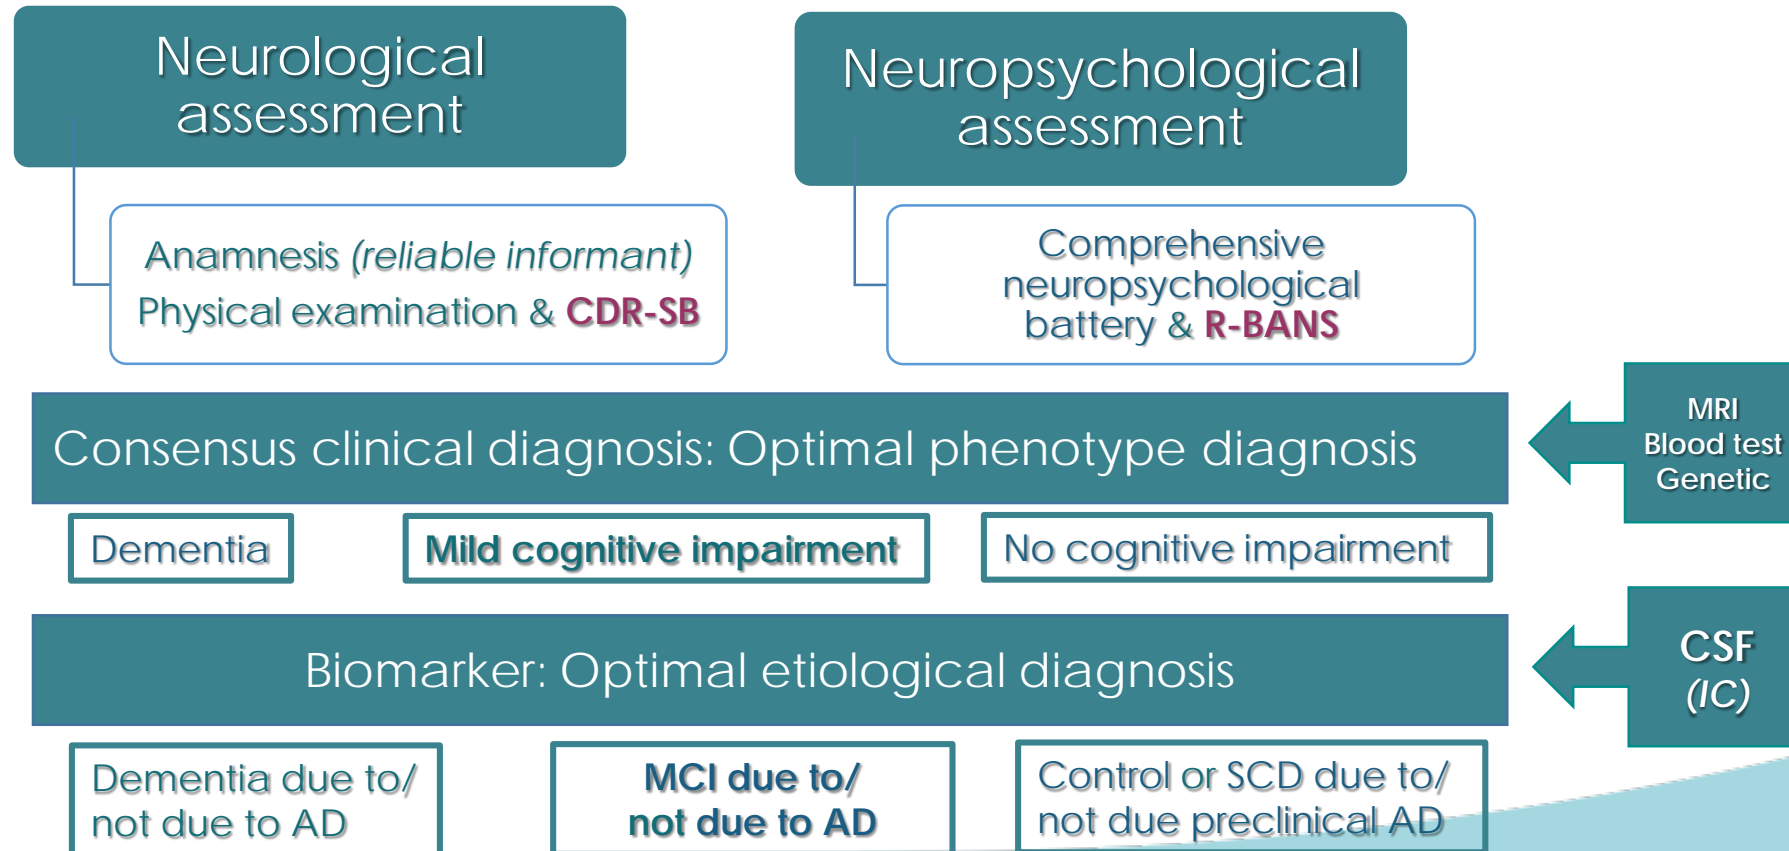 Neurological
assessment
Neuropsychological
assessment
Anamnesis (reliable informant)
Physical examination & CDR-SB
Comprehensive
neuropsychological
battery & R-BANS
Consensus clinical diagnosis: Optimal phenotype diagnosis
MRI
Blood test
Genetic
Dementia
Mild cognitive impairment
No cognitive impairment
Biomarker: Optimal etiological diagnosis
CSF
(IC)
Dementia due to/
not due to AD
MCI due to/
not due to AD
Control or SCD due to/
not due preclinical AD